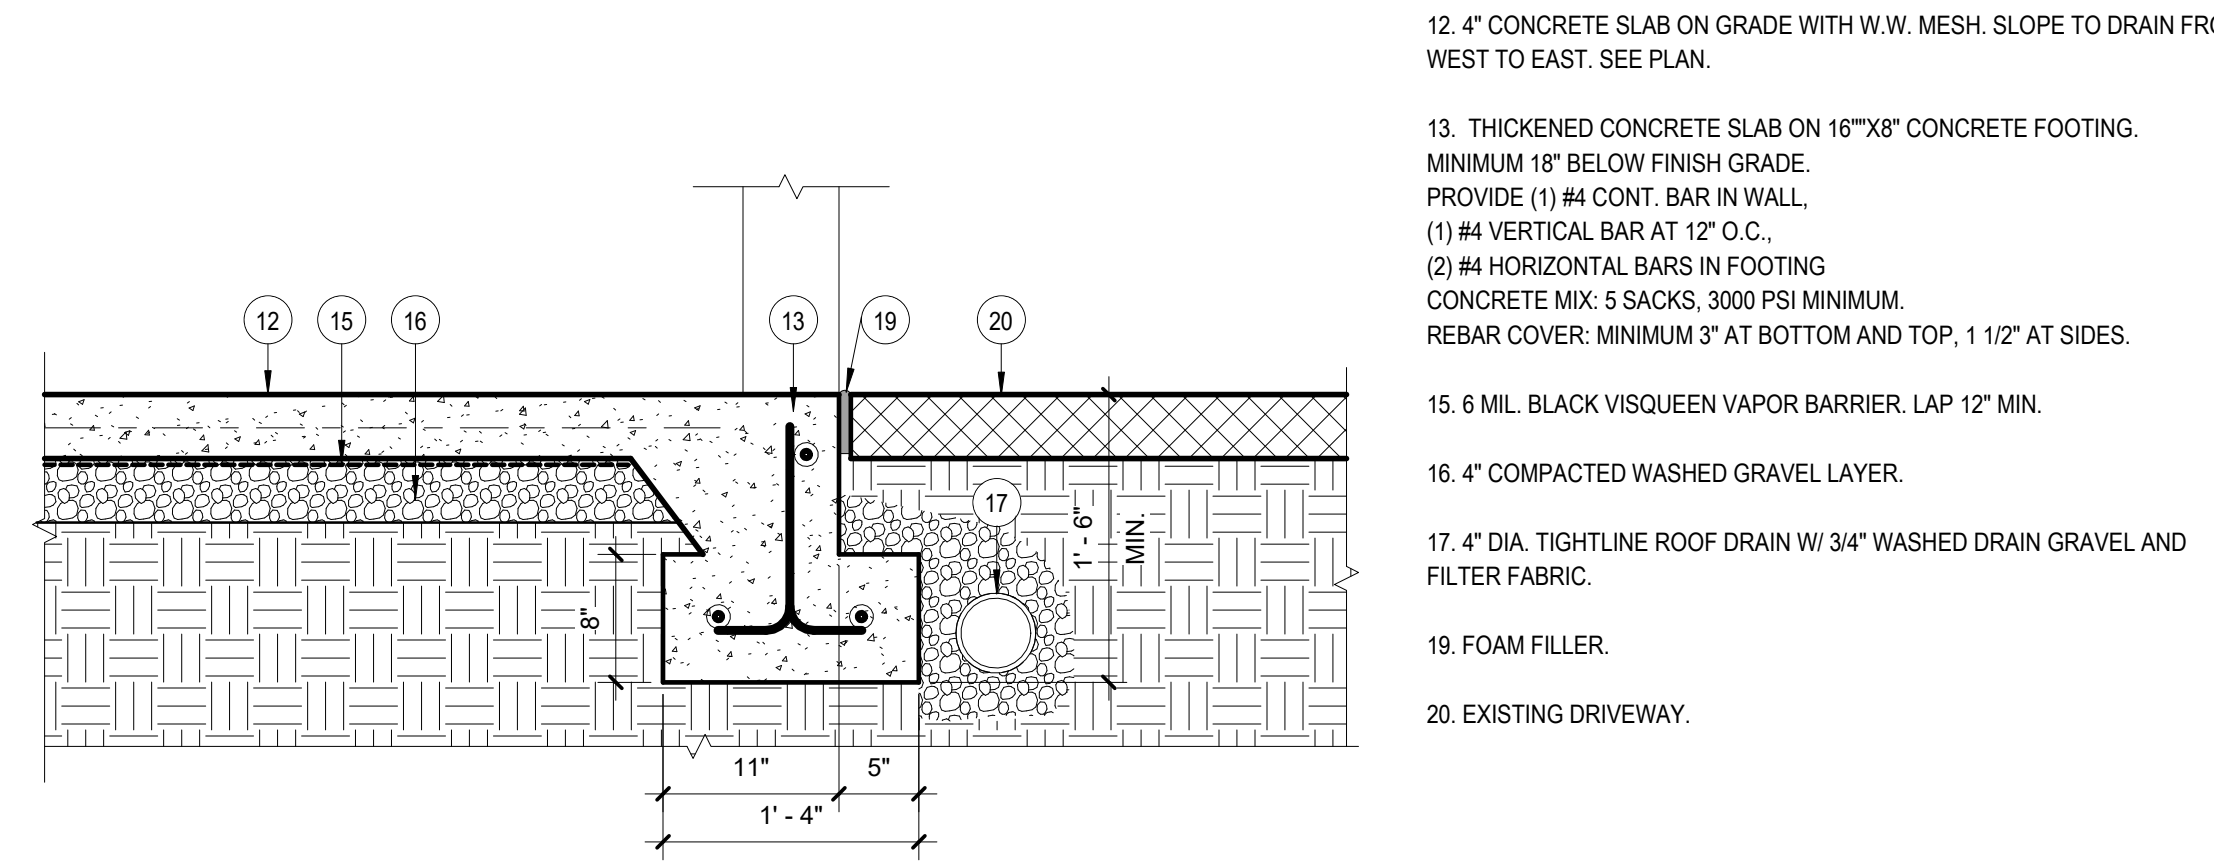 12. 4" CONCRETE SLAB ON GRADE WITH W.W. MESH. SLOPE TO DRAIN
WEST TO EAST. SEE PLAN.
13. THICKENED CONCRETE SLAB ON 16""X8" CONCRETE FOOTING.
MINIMUM 18" BELOW FINISH GRADE.
PROVIDE (1) #4 CONT. BAR IN WALL,
(1) #4 VERTICAL BAR AT 12" O.C.,
(2) #4 HORIZONTAL BARS IN FOOTING
CONCRETE MIX: 5 SACKS, 3000 PSI MINIMUM.
REBAR COVER: MINIMUM 3" AT BOTTOM AND TOP, 1 1/2" AT SIDES.
15. 6 MIL. BLACK VISQUEEN VAPOR BARRIER. LAP 12" MIN.
16. 4" COMPACTED WASHED GRAVEL LAYER.
17. 4" DIA. TIGHTLINE ROOF DRAIN W/ 3/4" WASHED DRAIN GRAVEL AND
FILTER FABRIC.
19. FOAM FILLER.
20. EXISTING DRIVEWAY.
12 15 16 13 19 20
17
1' - 6"
MIN.
8"
11" 5"
1' - 4"